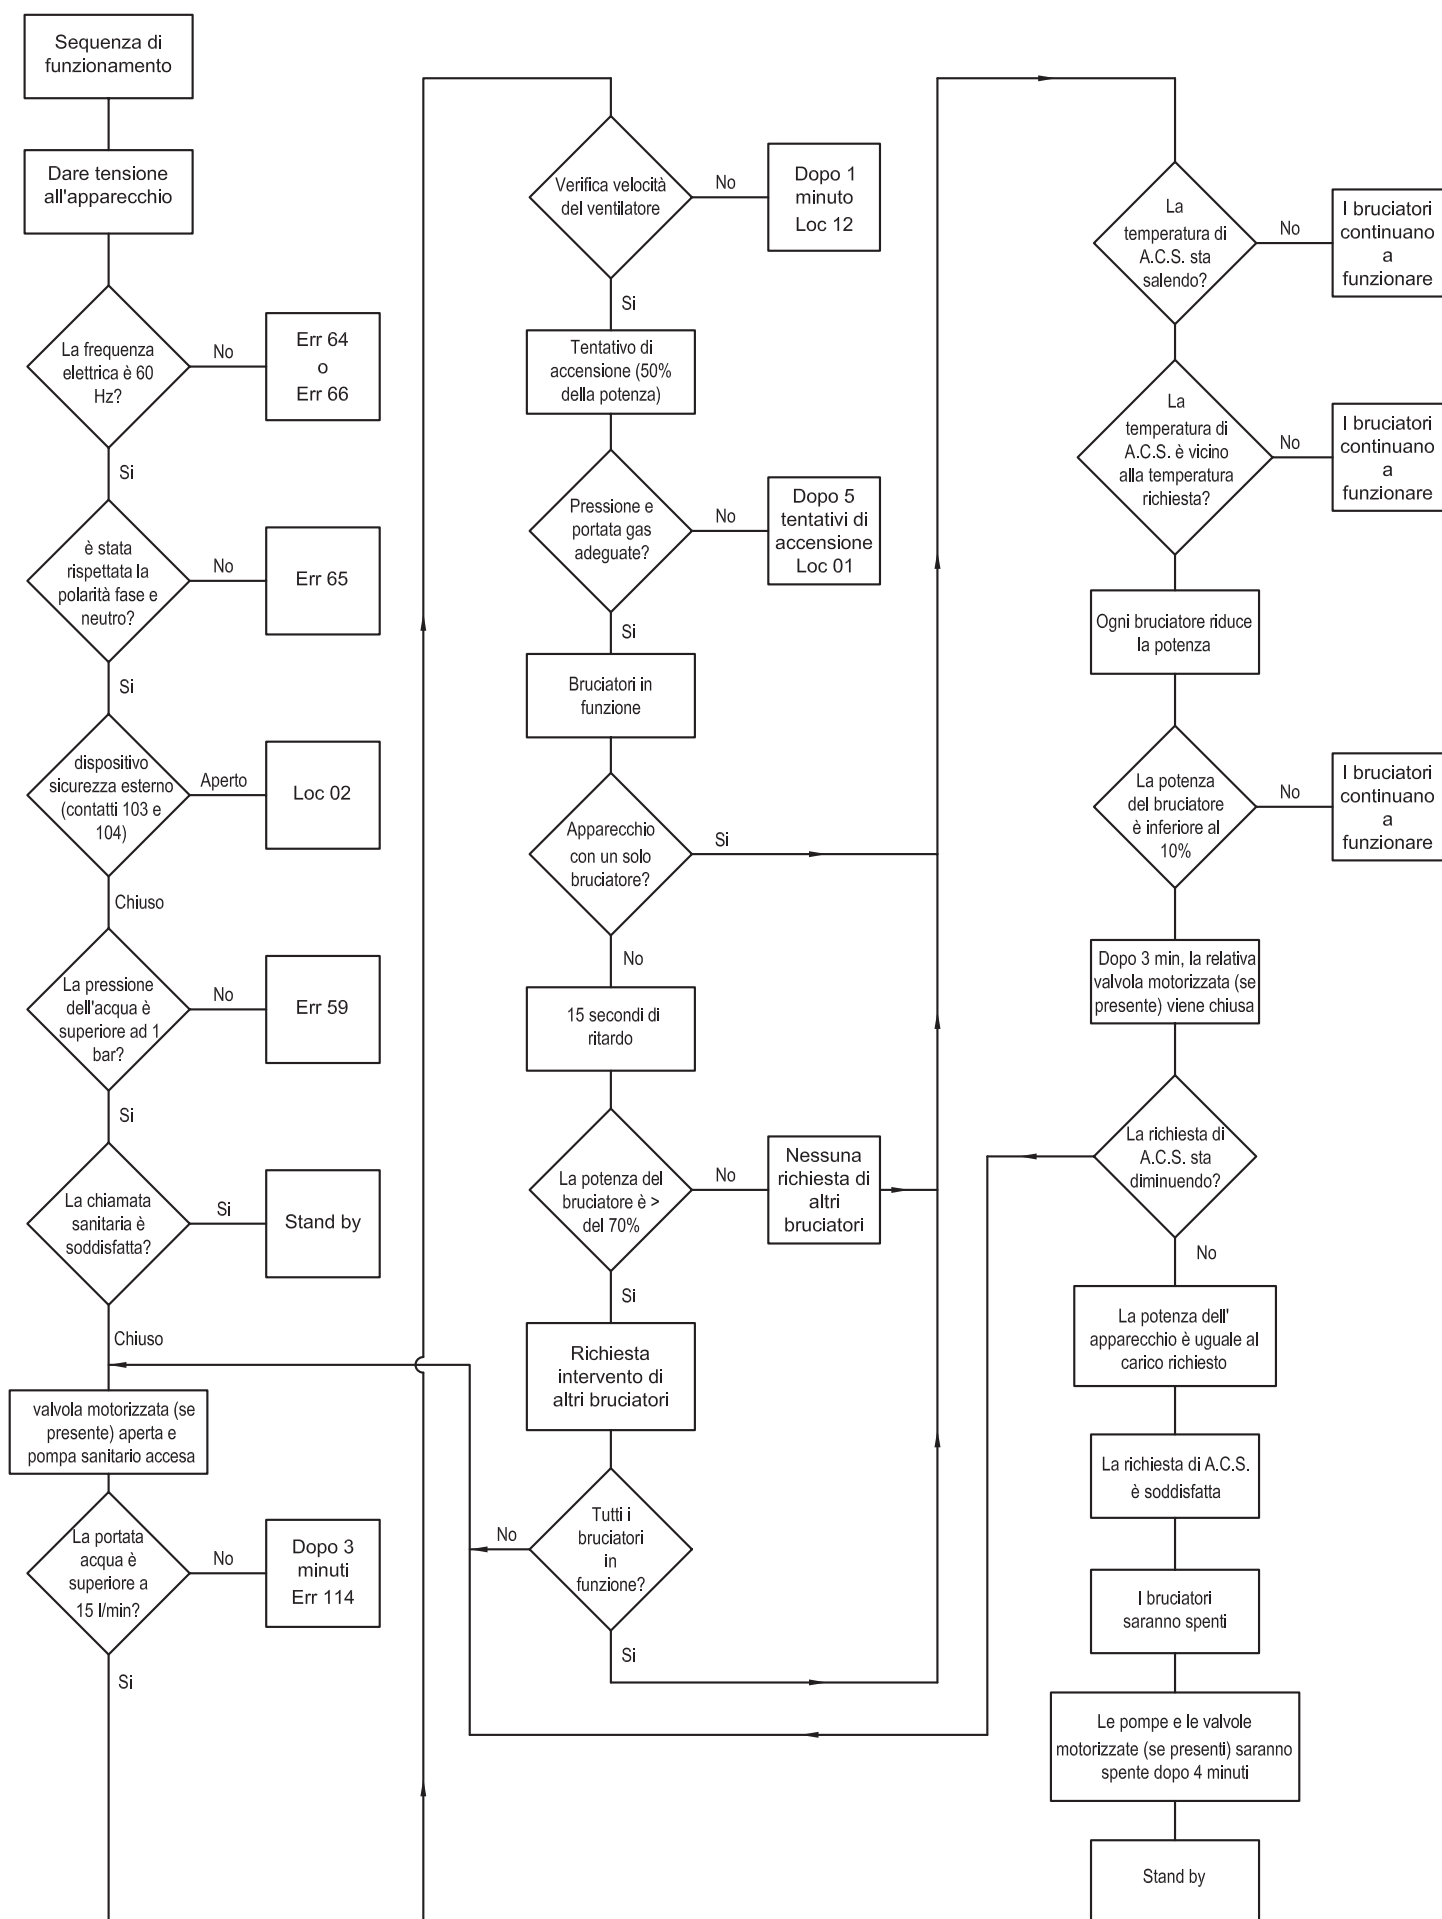 Sequenza di
funzionamento
Dare tensione
all'apparecchio
La frequenza
elettrica è 60
Hz?
No
Err 64
o
Err 66
Si
è stata
rispettata la
polarità fase e
neutro?
No
Err 65
Si
dispositivo
sicurezza esterno
(contatti 103 e
104)
Aperto
Loc 02
Chiuso
La pressione
dell'acqua è
superiore ad 1
bar?
No
Err 59
Si
La chiamata
sanitaria è
soddisfatta?
Si
Stand by
Chiuso
valvola motorizzata (se
presente) aperta e
pompa sanitario accesa
La portata
acqua è
superiore a
15 l/min?
No
Dopo 3
minuti
Err 114
Si
Verifica velocità
del ventilatore
No
Dopo 1
minuto
Loc 12
Si
Tentativo di
accensione (50%
della potenza)
Pressione e
portata gas
adeguate?
No
Dopo 5
tentativi di
accensione
Loc 01
Si
Bruciatori in
funzione
Apparecchio
con un solo
bruciatore?
Si
No
15 secondi di
ritardo
La potenza del
bruciatore è >
del 70%
No
Nessuna
richiesta di
altri
bruciatori
Si
Richiesta
intervento di
altri bruciatori
Tutti i
bruciatori
in
funzione?
No
Si
La
temperatura di
A.C.S. sta
salendo?
No
I bruciatori
continuano
a
funzionare
La
temperatura di
A.C.S. è vicino
alla temperatura
richiesta?
No
I bruciatori
continuano
a
funzionare
Ogni bruciatore riduce
la potenza
La potenza
del bruciatore
è inferiore al
10%
No
I bruciatori
continuano
a
funzionare
Dopo 3 min, la relativa
valvola motorizzata (se
presente) viene chiusa
La richiesta di
A.C.S. sta
diminuendo?
No
La potenza dell'
apparecchio è uguale al
carico richiesto
La richiesta di A.C.S.
è soddisfatta
I bruciatori
saranno spenti
Le pompe e le valvole
motorizzate (se presenti) saranno
spente dopo 4 minuti
Stand by